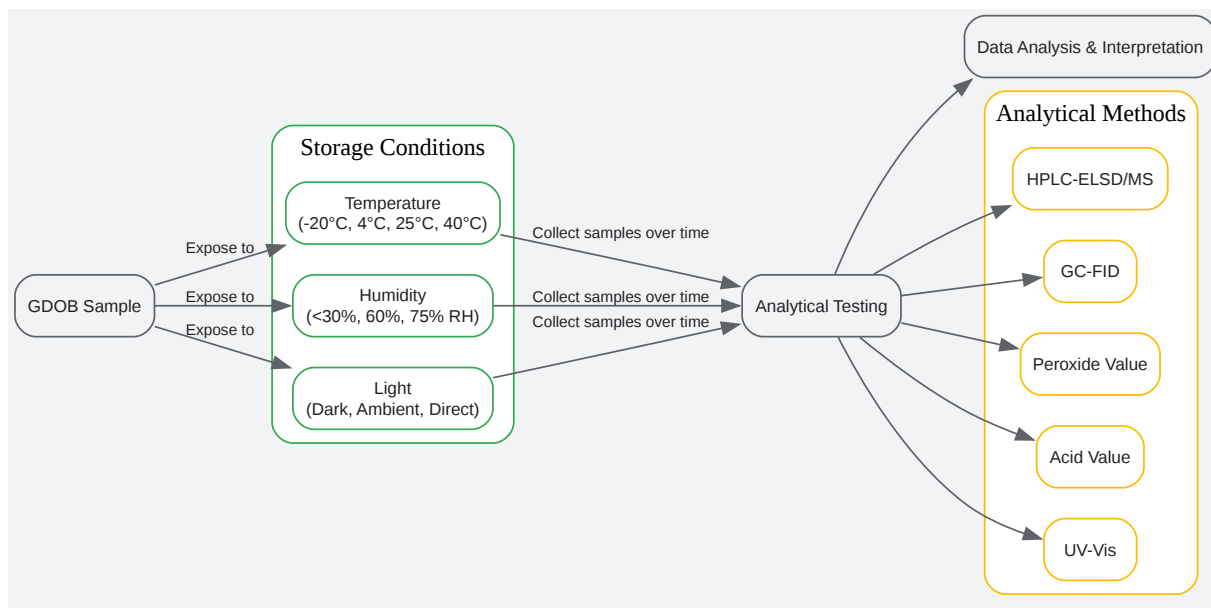 GDOB Sample
Expose to
Expose to
Expose to
Storage Conditions
Temperature
(-20°C, 4°C, 25°C, 40°C)
Humidity
(<30%, 60%, 75% RH)
Light
(Dark, Ambient, Direct)
Collect samples over time
Collect samples over time
Collect samples over time
Analytical Testing
Data Analysis & Interpretation
Analytical Methods
HPLC-ELSD/MS
GC-FID
Peroxide Value
Acid Value
UV-Vis